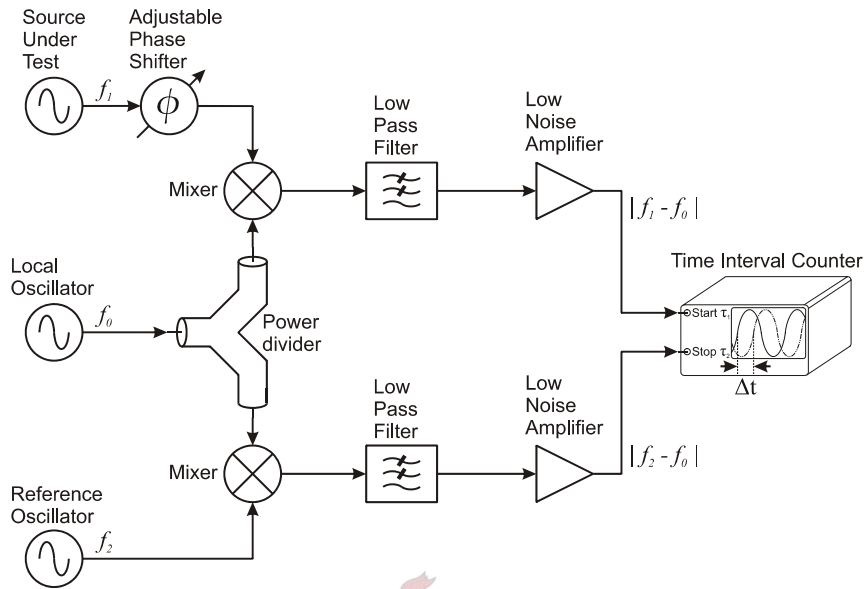 Source
Under
Test
Adjustable
Phase
Shifter
f₁
ϕ
Low
Pass
Filter
Low
Noise
Amplifier
Mixer
| f₁ - f₀ |
Time Interval Counter
Local
Oscillator
f₀
Power
divider
Start τ₁
Stop τ₂
Δt
Low
Pass
Filter
Low
Noise
Amplifier
Mixer
| f₂ - f₀ |
Reference
Oscillator
f₂